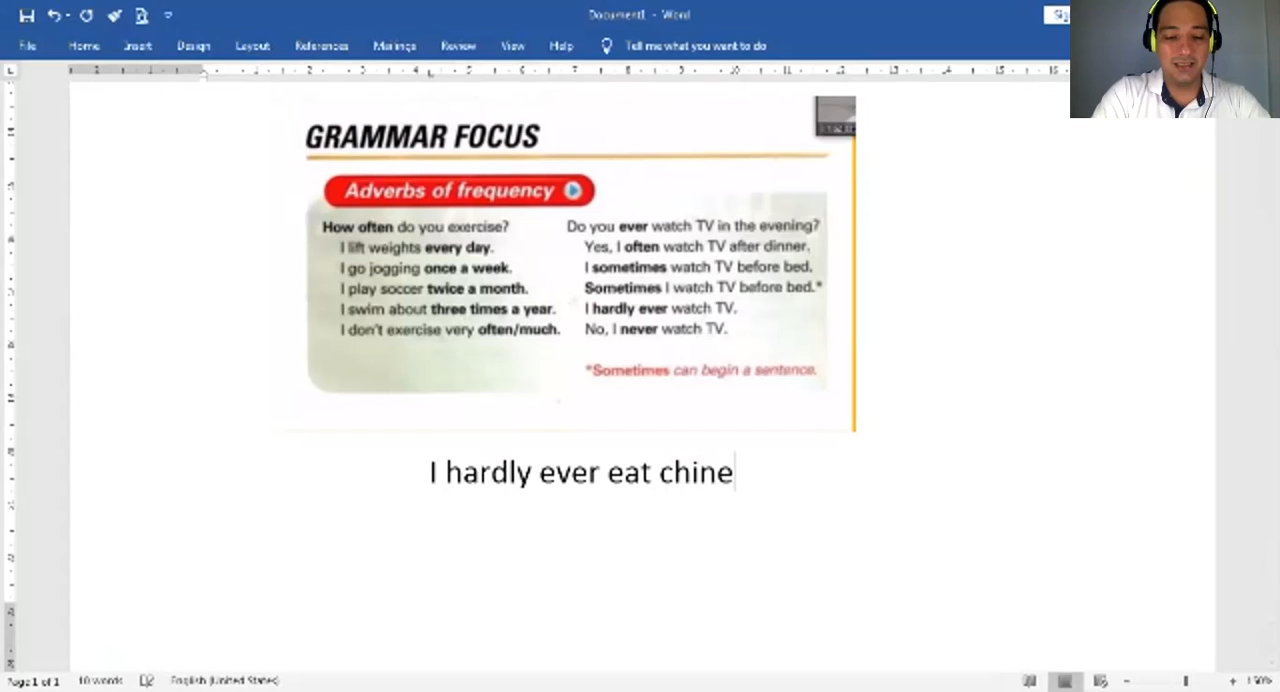 Document1 - Word
File Home Insert Design Layout References Mailings Review View Help Tell me what you want to do
GRAMMAR FOCUS
Adverbs of frequency
How often do you exercise?
I lift weights every day.
I go jogging once a week.
I play soccer twice a month.
I swim about three times a year.
I don't exercise very often/much.
Do you ever watch TV in the evening?
Yes, I often watch TV after dinner.
I sometimes watch TV before bed.
Sometimes I watch TV before bed.*
I hardly ever watch TV.
No, I never watch TV.
*Sometimes can begin a sentence.
I hardly ever eat chine
Page 1 of 1 10 words English (United States) 150%